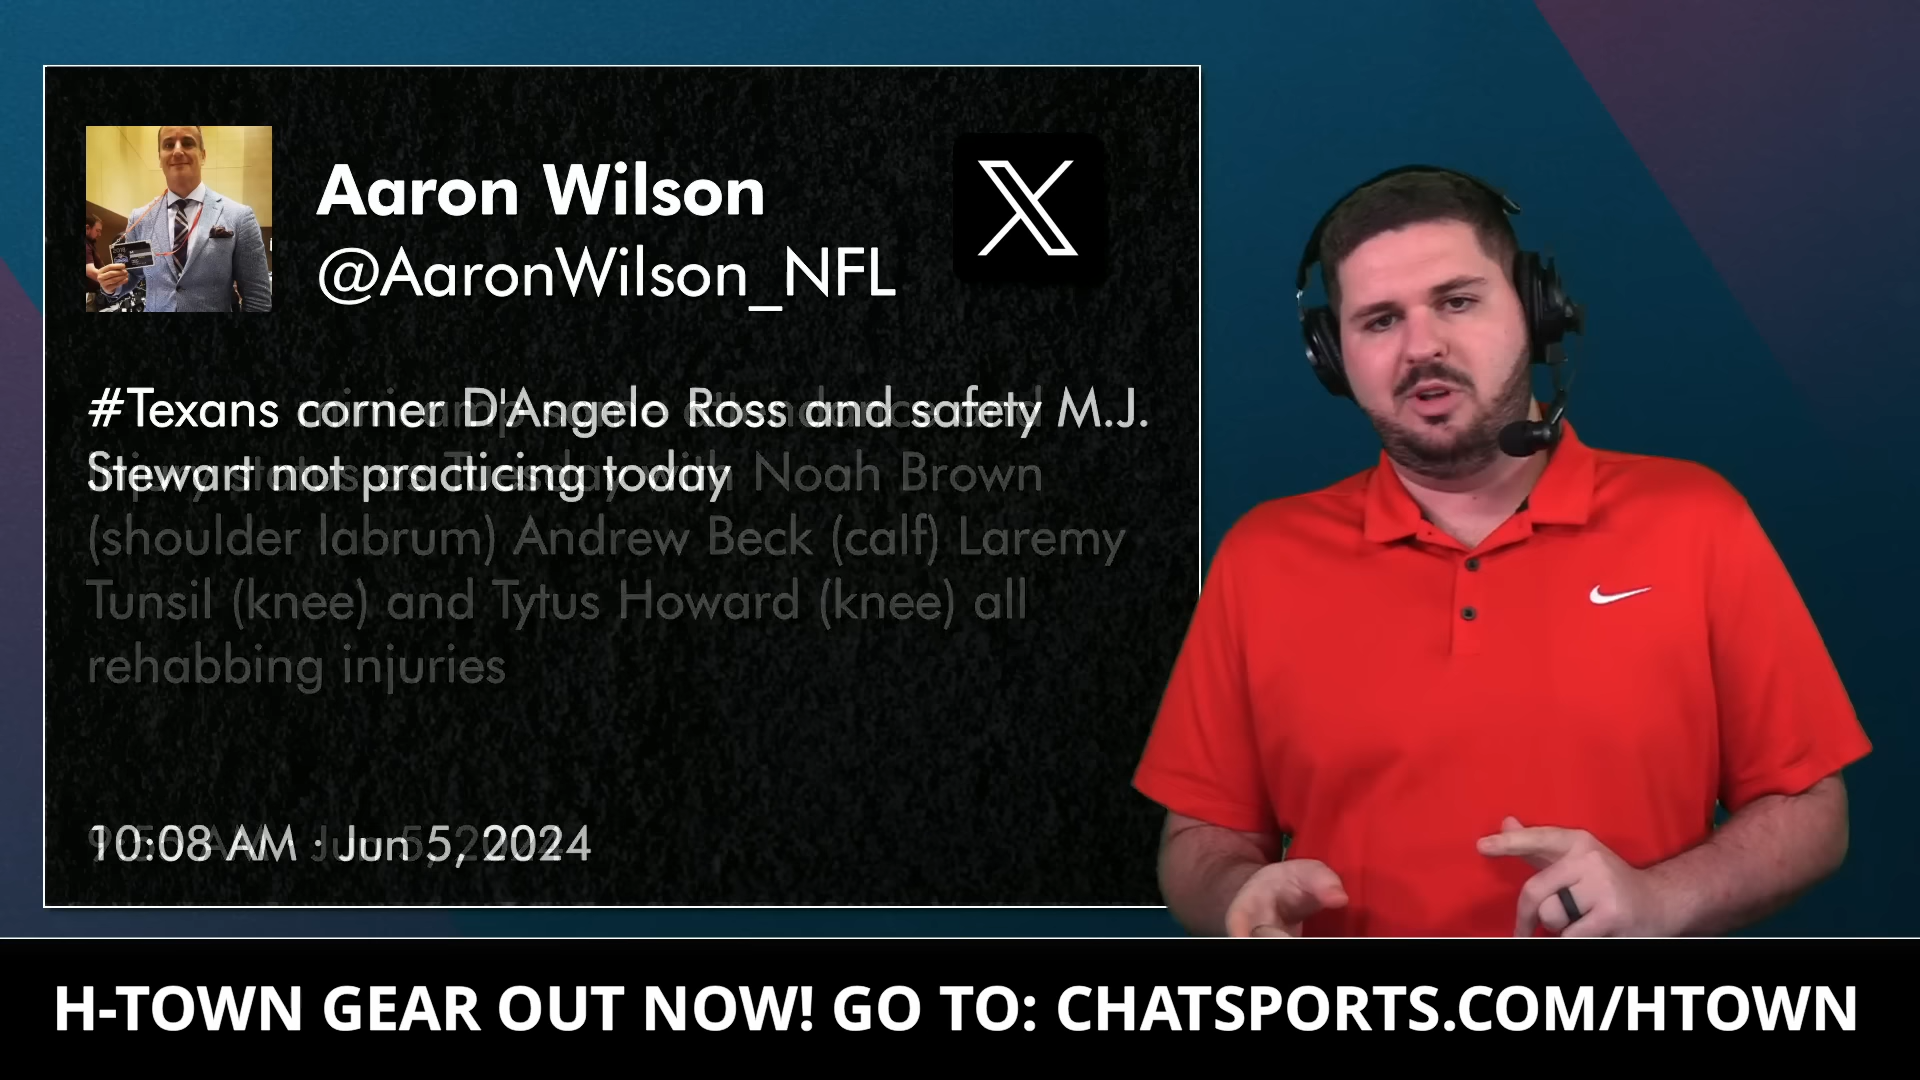 Aaron Wilson
@AaronWilson_NFL
#Texans corner D'Angelo Ross and safety M.J.
Stewart not practicing today
with Noah Brown
(shoulder labrum) Andrew Beck (calf) Laremy
Tunsil (knee) and Tytus Howard (knee) all
rehabbing injuries
10:08 AM · Jun 5, 2024
H-TOWN GEAR OUT NOW! GO TO: CHATSPORTS.COM/HTOWN